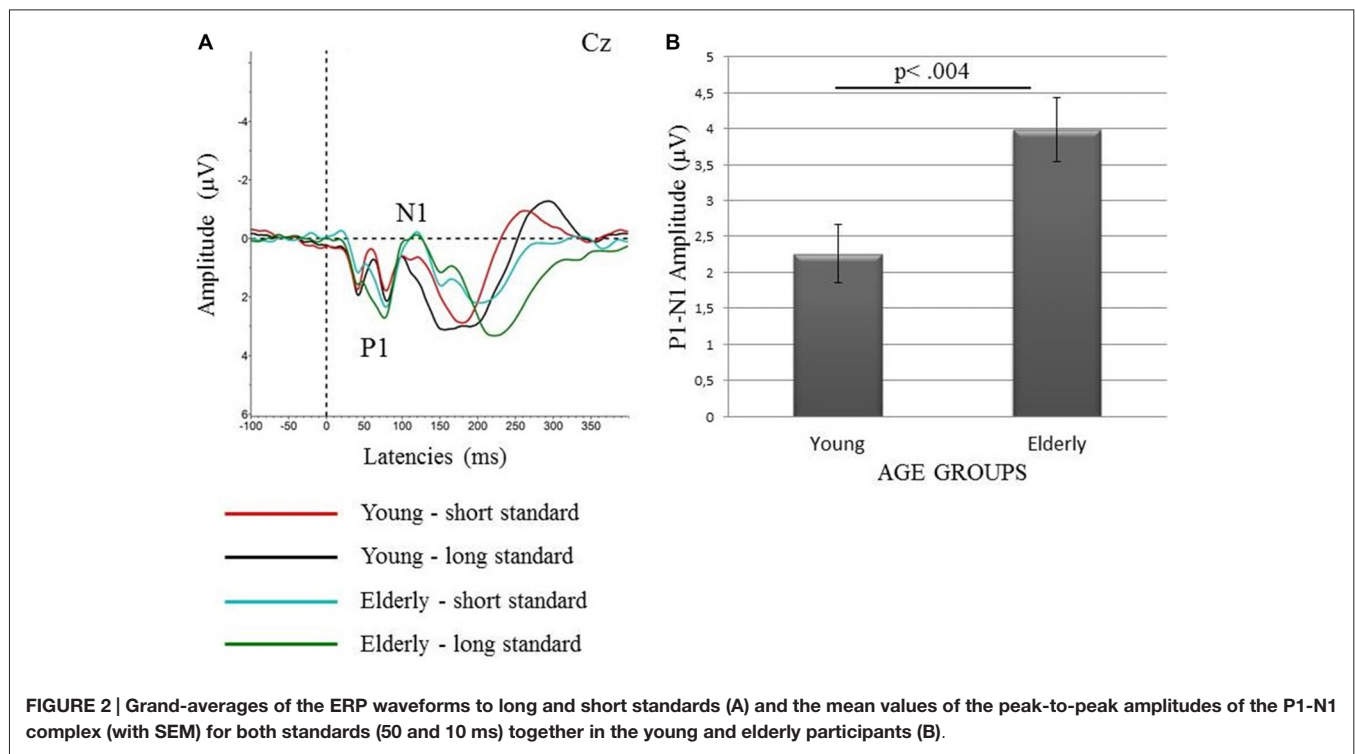 A
Cz
Amplitude (µV)
-4
-2
0
2
4
6
N1
P1
-100 -50 0 50 100 150 200 250 300 350
Latencies (ms)
Young - short standard
Young - long standard
Elderly - short standard
Elderly - long standard
B
P1-N1 Amplitude (µV)
5
4,5
4
3,5
3
2,5
2
1,5
1
0,5
0
p< .004
Young Elderly
AGE GROUPS
FIGURE 2 | Grand-averages of the ERP waveforms to long and short standards (A) and the mean values of the peak-to-peak amplitudes of the P1-N1
complex (with SEM) for both standards (50 and 10 ms) together in the young and elderly participants (B).